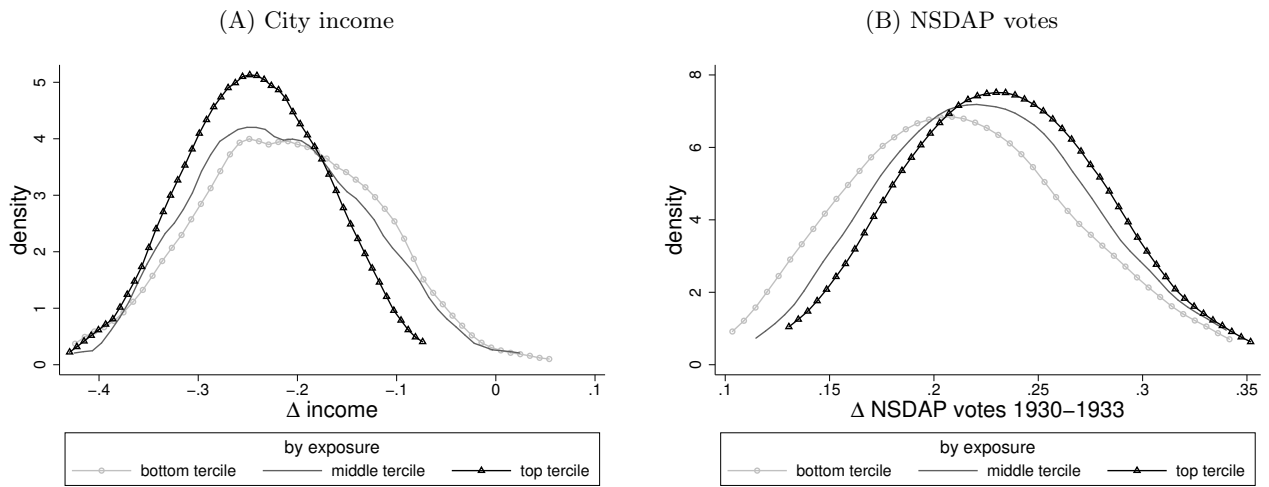 (A) City income
(B) NSDAP votes
density
0
1
2
3
4
5
−.4
−.3
−.2
−.1
0
.1
Δ income
by exposure
bottom tercile
middle tercile
top tercile
density
0
2
4
6
8
.1
.15
.2
.25
.3
.35
Δ NSDAP votes 1930−1933
by exposure
bottom tercile
middle tercile
top tercile